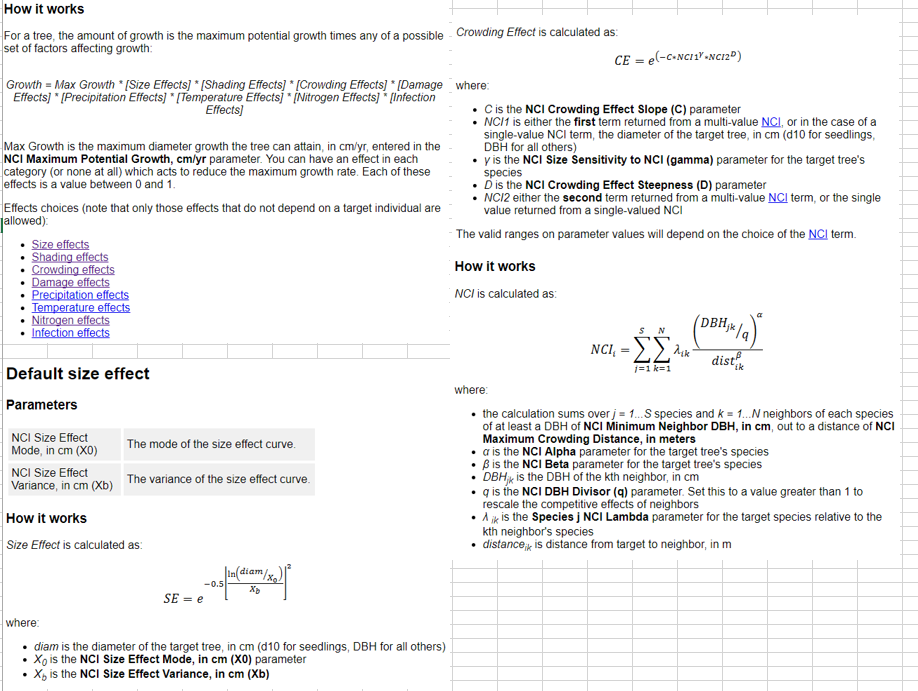 How it works
For a tree, the amount of growth is the maximum potential growth times any of a possible
set of factors affecting growth:
Growth = Max Growth * [Size Effects] * [Shading Effects] * [Crowding Effects] * [Damage
Effects] * [Precipitation Effects] * [Temperature Effects] * [Nitrogen Effects] * [Infection
Effects]
Max Growth is the maximum diameter growth the tree can attain, in cm/yr, entered in the
NCI Maximum Potential Growth, cm/yr parameter. You can have an effect in each
category (or none at all) which acts to reduce the maximum growth rate. Each of these
effects is a value between 0 and 1.
Effects choices (note that only those effects that do not depend on a target individual are
allowed):
• Size effects
• Shading effects
• Crowding effects
• Damage effects
• Precipitation effects
• Temperature effects
• Nitrogen effects
• Infection effects
Default size effect
Parameters
NCI Size Effect
Mode, in cm (X0)
The mode of the size effect curve.
NCI Size Effect
Variance, in cm (Xb)
The variance of the size effect curve.
How it works
Size Effect is calculated as:
SE = e^(-0.5|ln(diam/X₀)/X_b|²)
where:
• diam is the diameter of the target tree, in cm (d10 for seedlings, DBH for all others)
• X₀ is the NCI Size Effect Mode, in cm (X0) parameter
• X_b is the NCI Size Effect Variance, in cm (Xb)
Crowding Effect is calculated as:
CE = e^(−C*NCI1^γ*NCI2^D)
where:
• C is the NCI Crowding Effect Slope (C) parameter
• NCI1 is either the first term returned from a multi-value NCI, or in the case of a
single-value NCI term, the diameter of the target tree, in cm (d10 for seedlings,
DBH for all others)
• γ is the NCI Size Sensitivity to NCI (gamma) parameter for the target tree's
species
• D is the NCI Crowding Effect Steepness (D) parameter
• NCI2 either the second term returned from a multi-value NCI term, or the single
value returned from a single-valued NCI
The valid ranges on parameter values will depend on the choice of the NCI term.
How it works
NCI is calculated as:
NCI_i = ∑_{j=1}^{S} ∑_{k=1}^{N} λ_ik (DBH_jk/q)^α / dist_ik^β
where:
• the calculation sums over j = 1...S species and k = 1...N neighbors of each species
of at least a DBH of NCI Minimum Neighbor DBH, in cm, out to a distance of NCI
Maximum Crowding Distance, in meters
• α is the NCI Alpha parameter for the target tree's species
• β is the NCI Beta parameter for the target tree's species
• DBH_jk is the DBH of the kth neighbor, in cm
• q is the NCI DBH Divisor (q) parameter. Set this to a value greater than 1 to
rescale the competitive effects of neighbors
• λ_ik is the Species j NCI Lambda parameter for the target species relative to the
kth neighbor's species
• distance_ik is distance from target to neighbor, in m